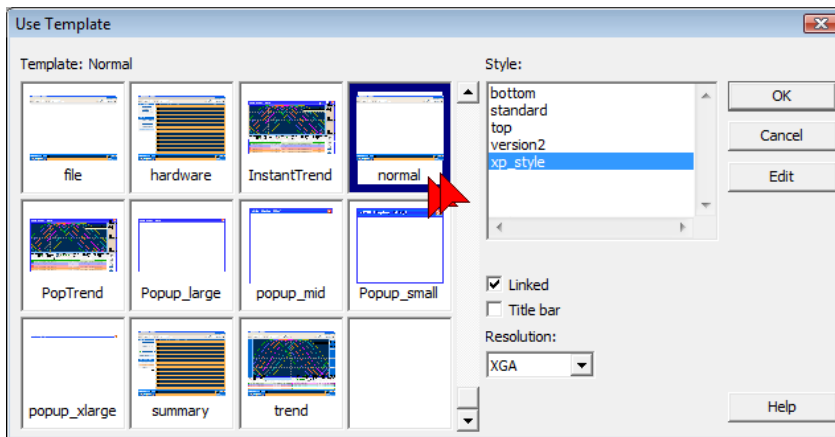 Use Template
Template: Normal
Style:
file
hardware
InstantTrend
normal
PopTrend
Popup_large
popup_mid
Popup_small
popup_xlarge
summary
trend
bottom
standard
top
version2
xp_style
Linked
Title bar
Resolution:
XGA
OK
Cancel
Edit
Help